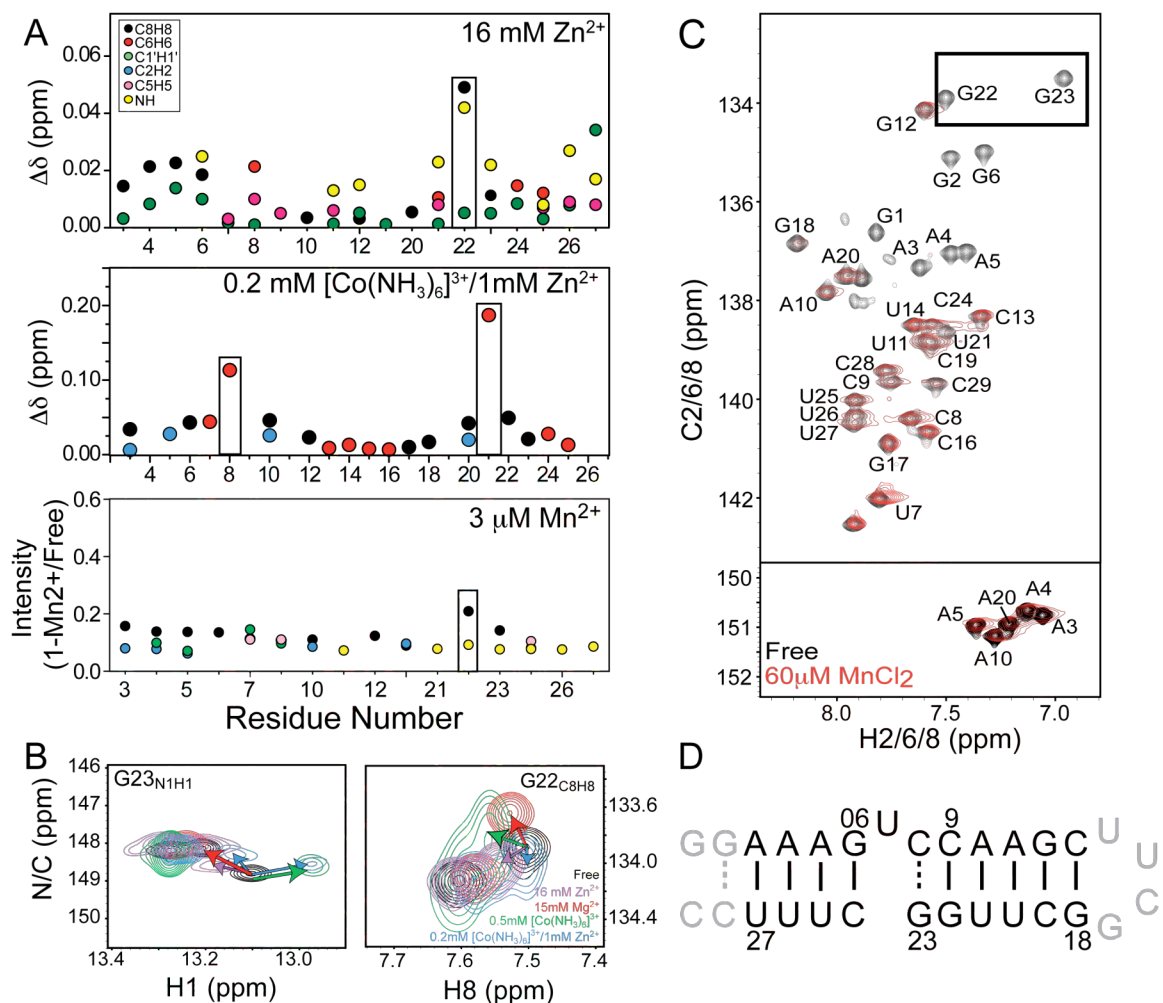 A
C8H8
C6H6
C1'H1'
C2H2
C5H5
NH
16 mM Zn2+
Δδ (ppm)
0.06
0.04
0.02
0.00
4 6 8 10 12 20 22 24 26
0.2 mM [Co(NH3)6]3+/1mM Zn2+
Δδ (ppm)
0.20
0.10
0.00
4 6 8 10 12 14 16 18 20 22 24 26
3 μM Mn2+
Intensity
(1-Mn2+/Free)
0.6
0.4
0.2
0.0
3 5 7 10 12 21 23 26
Residue Number
B
N/C (ppm)
146
147
148
149
150
G23N1H1
13.4 13.2 13.0
H1 (ppm)
G22C8H8
133.6
134.0
134.4
Free
16 mM Zn2+
15mM Mg2+
0.5mM [Co(NH3)6]3+
0.2mM [Co(NH3)6]3+/1mM Zn2+
7.7 7.6 7.5 7.4
H8 (ppm)
C
C2/6/8 (ppm)
134
136
138
140
142
150
151
152
G22
G23
G12
G2
G6
G1
G18
A3
A4
A5
A20
A10
U14
C24
C13
U11
U21
C19
C28
C9
C29
U25
U26
U27
C8
C16
G17
U7
A4
A20
A5
A3
A10
Free
60μM MnCl2
8.0 7.5 7.0
H2/6/8 (ppm)
D
06 U 9
G G A A A G C C A A G C U
U
C
G
C C U U U C G G U U C G
27 23 18